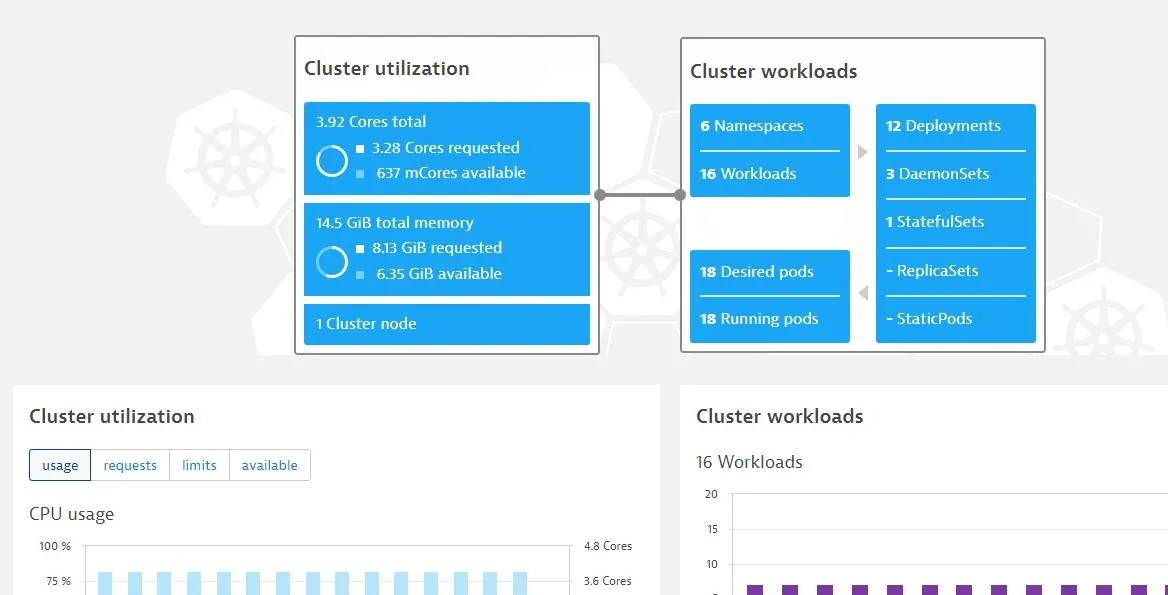 Cluster utilization
3.92 Cores total
3.28 Cores requested
637 mCores available
14.5 GiB total memory
8.13 GiB requested
6.35 GiB available
1 Cluster node
Cluster workloads
6 Namespaces
16 Workloads
12 Deployments
3 DaemonSets
1 StatefulSets
- ReplicaSets
- StaticPods
18 Desired pods
18 Running pods
Cluster utilization
usage requests limits available
CPU usage
100 % 4.8 Cores
75 % 3.6 Cores
Cluster workloads
16 Workloads
20
15
10